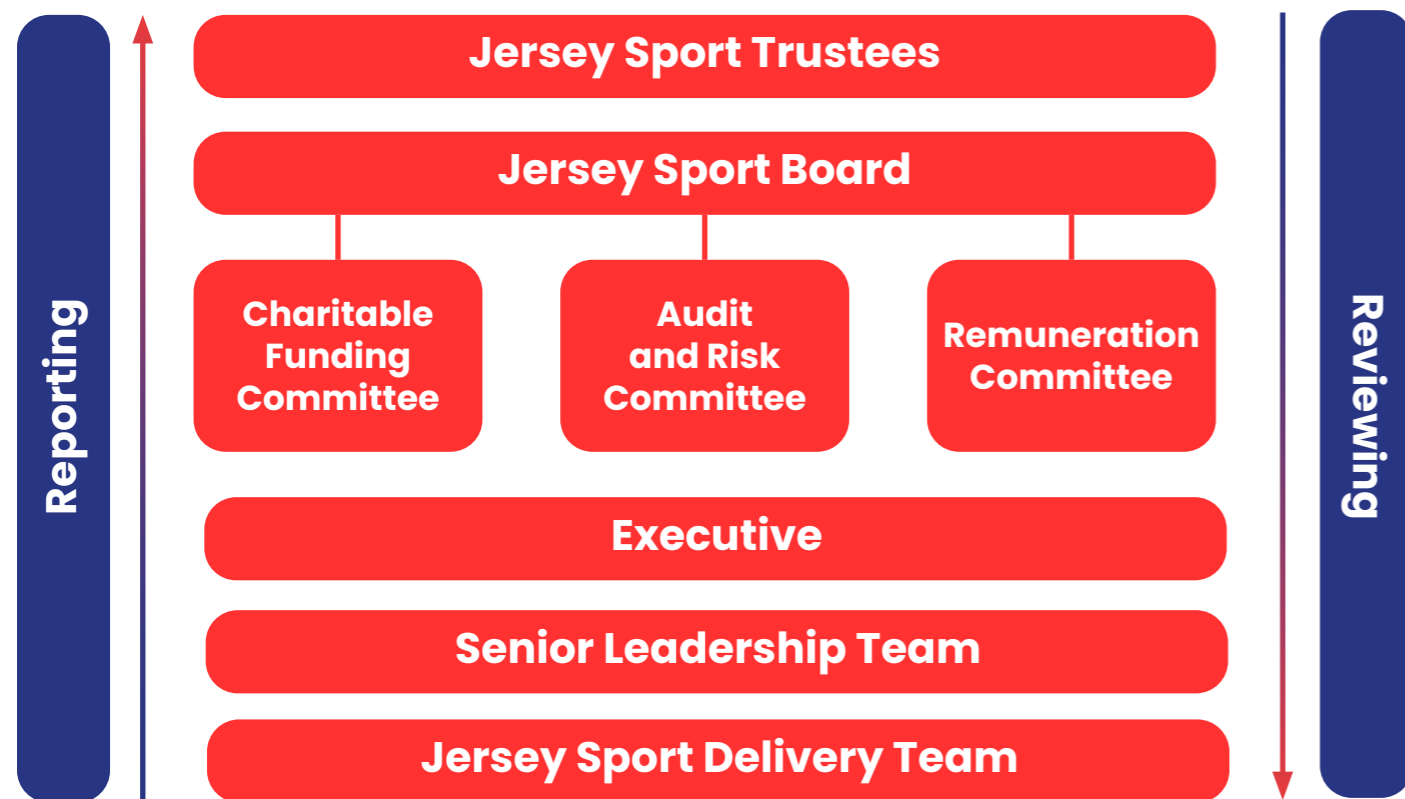 Jersey Sport Trustees
Jersey Sport Board
Charitable
Funding
Committee
Audit
and Risk
Committee
Remuneration
Committee
Executive
Senior Leadership Team
Jersey Sport Delivery Team
Reporting
Reviewing